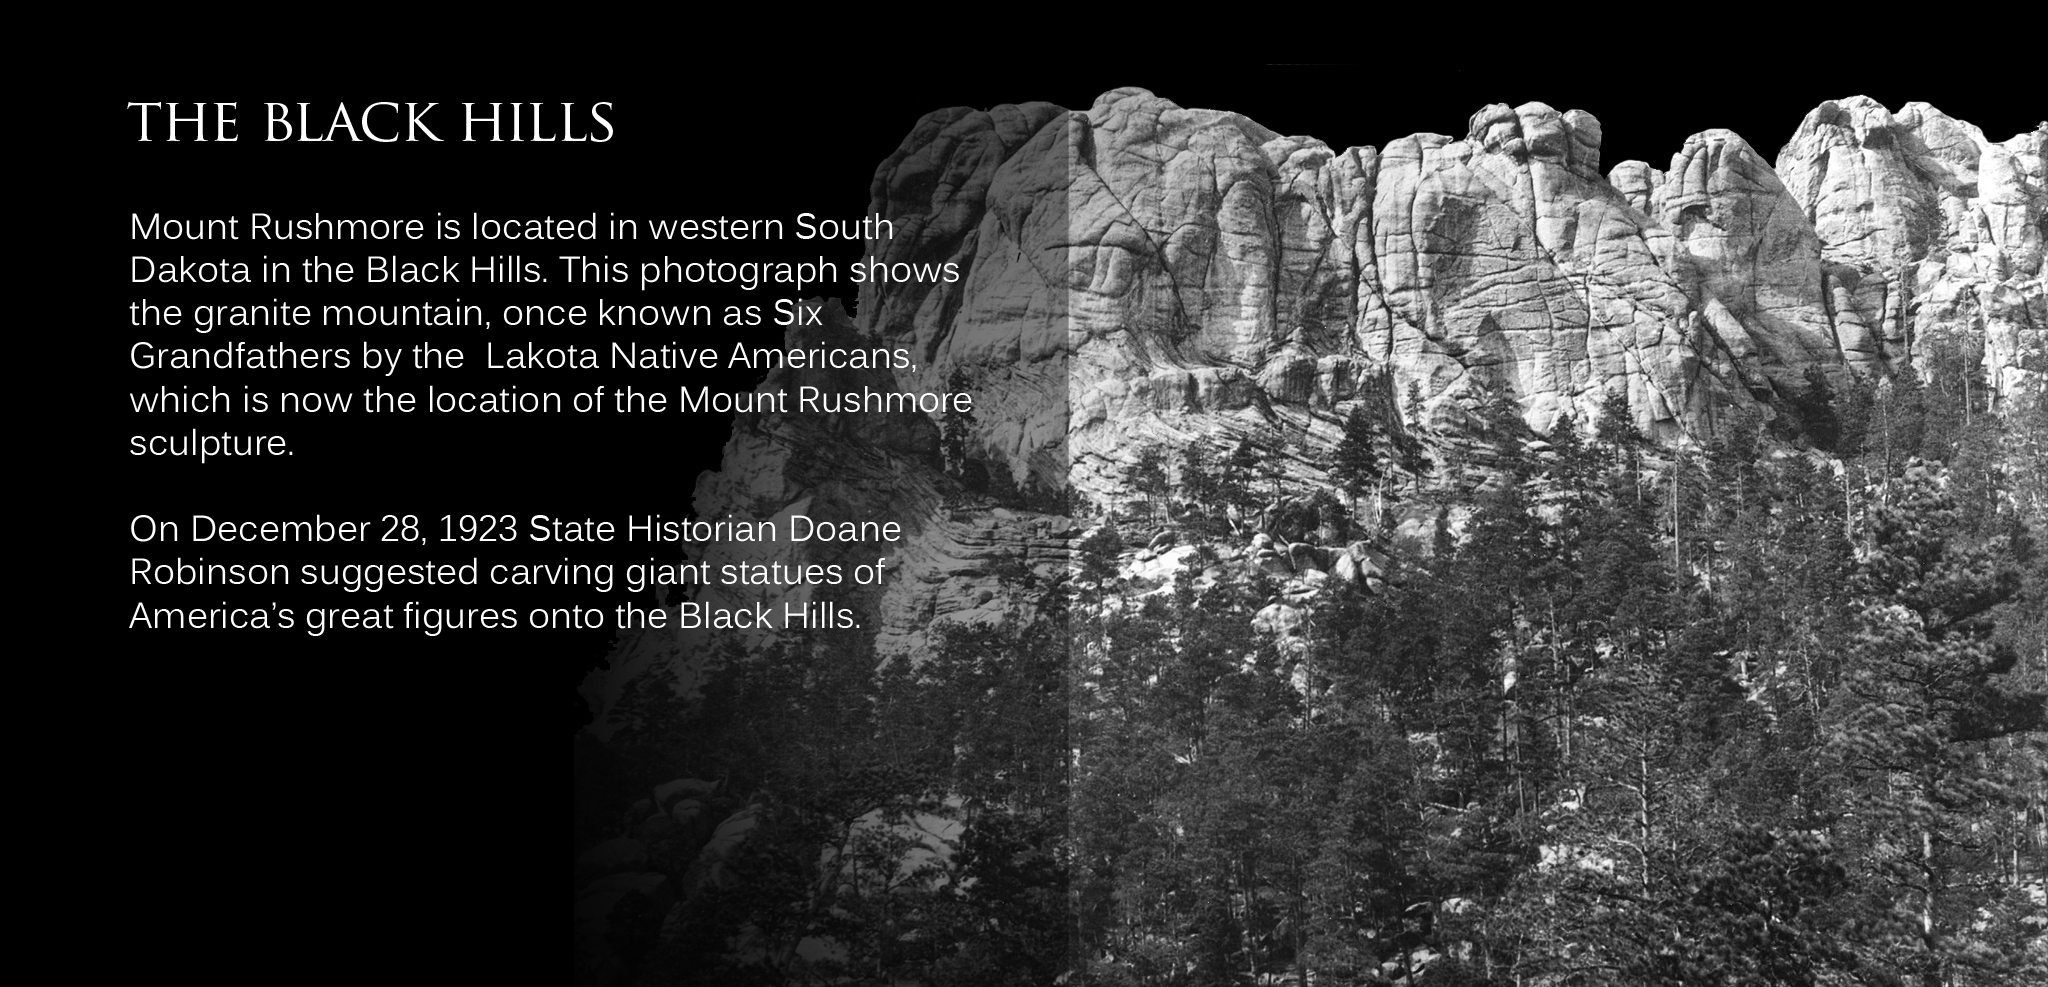 THE BLACK HILLS
Mount Rushmore is located in western South
Dakota in the Black Hills. This photograph shows
the granite mountain, once known as Six
Grandfathers by the  Lakota Native Americans,
which is now the location of the Mount Rushmore
sculpture.
On December 28, 1923 State Historian Doane
Robinson suggested carving giant statues of
America’s great figures onto the Black Hills.